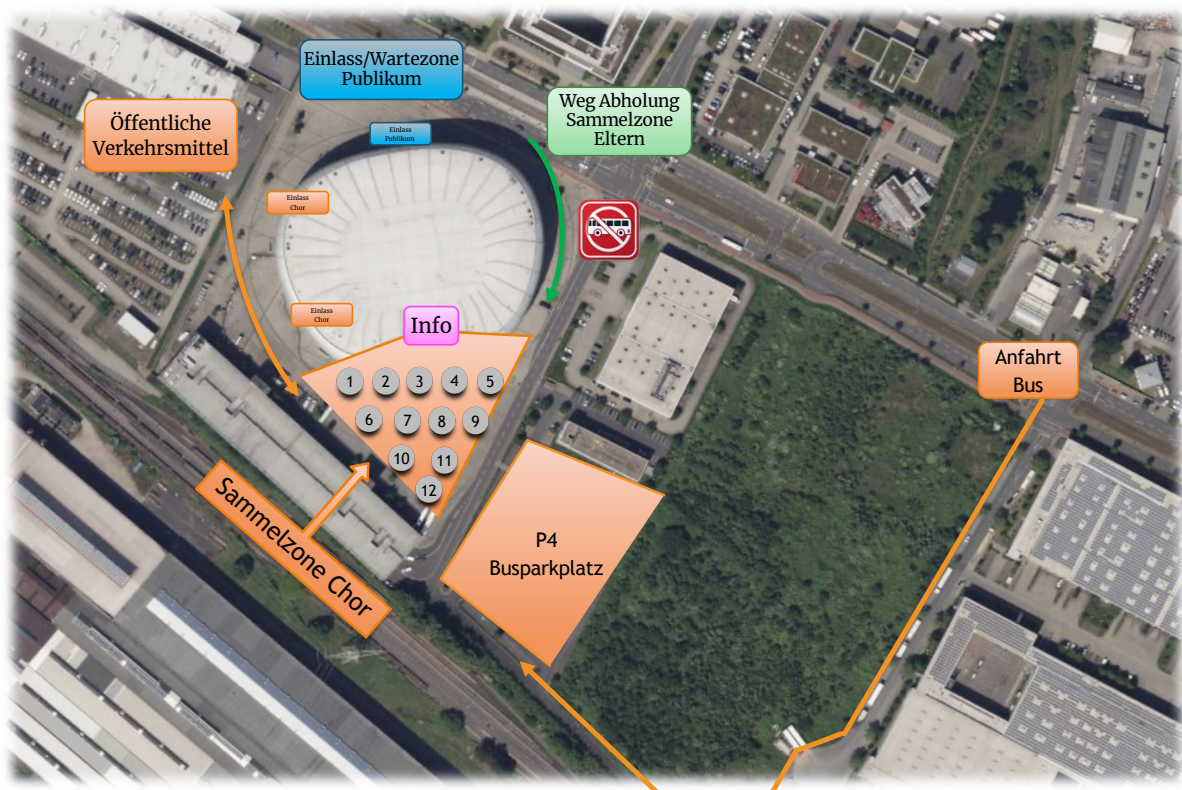 Einlass/Wartezone
Publikum
Weg Abholung
Sammelzone
Eltern
Öffentliche
Verkehrsmittel
Einlass
Publikum
Einlass
Chor
Einlass
Chor
Info
Anfahrt
Bus
1 2 3 4 5
6 7 8 9
10 11
12
Sammelzone Chor
P4
Busparkplatz